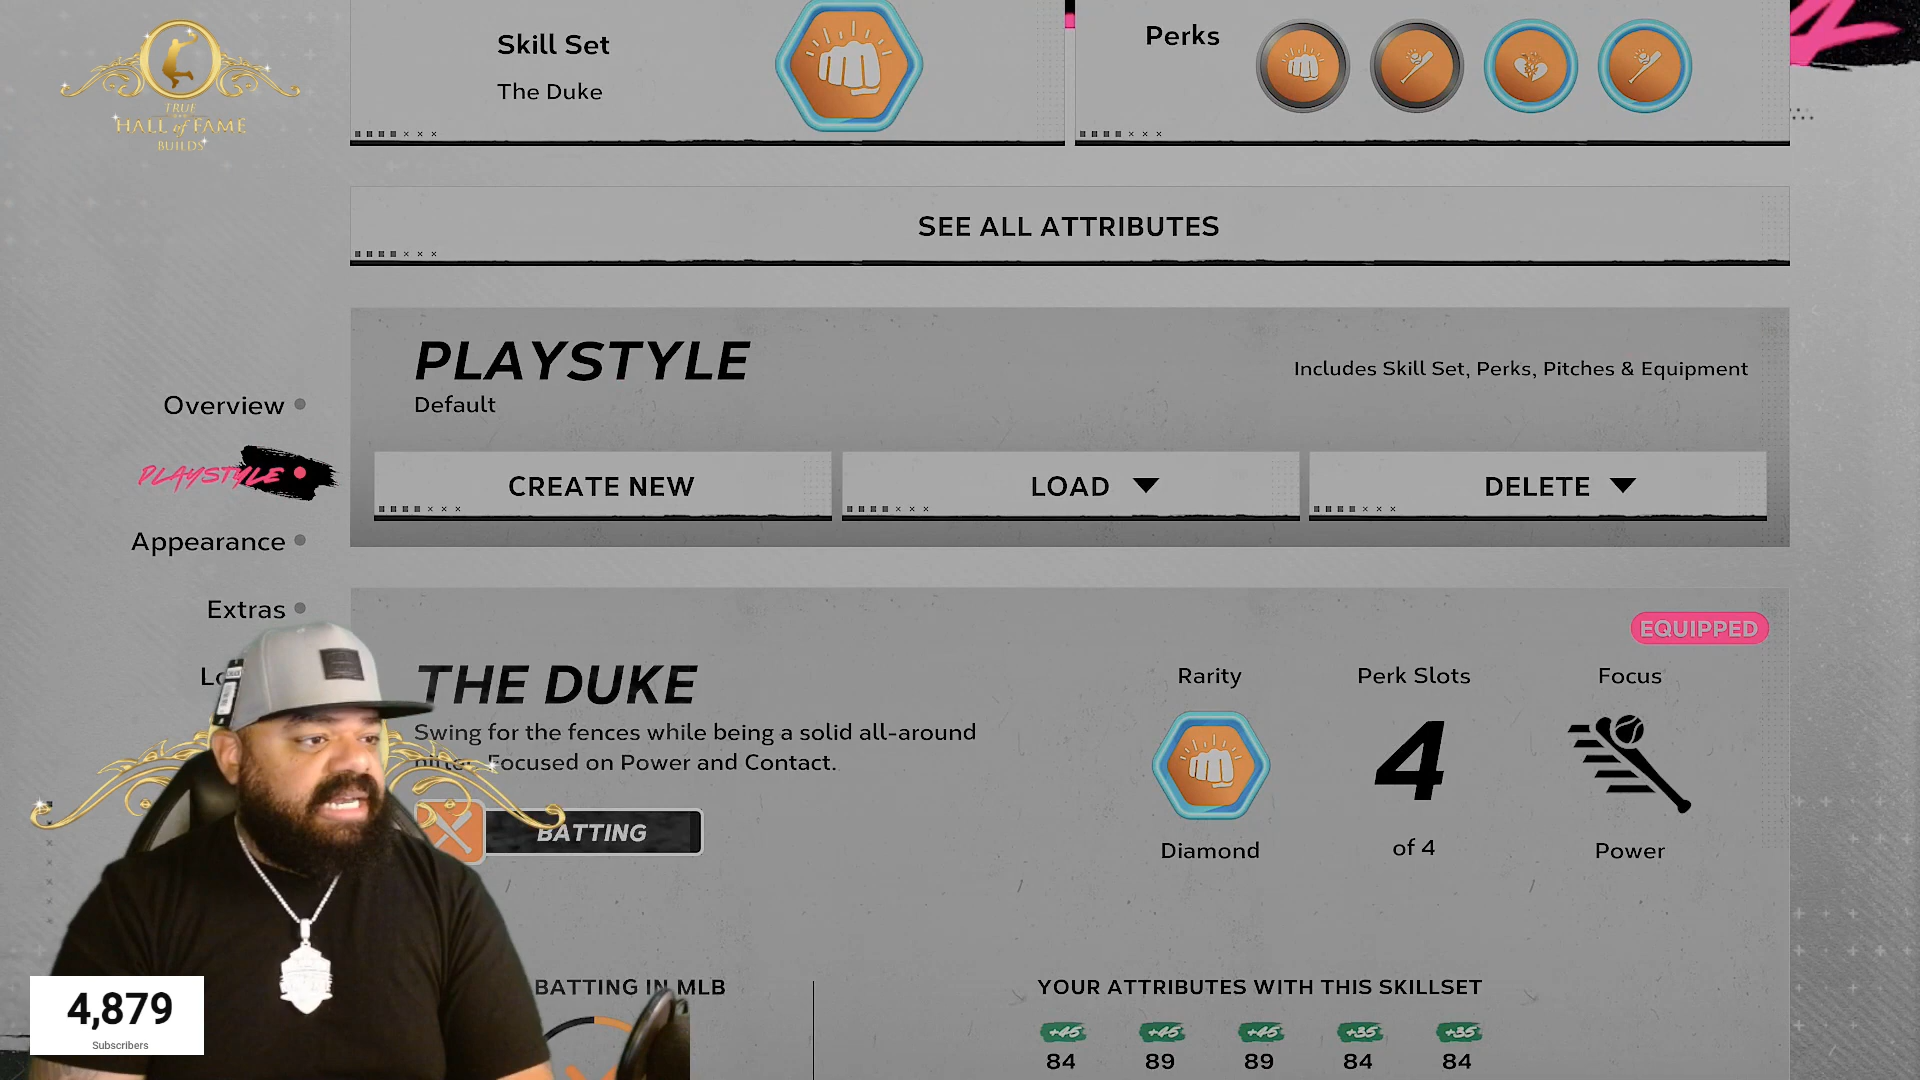 TRUE
HALL of FAME
BUILDS
Skill Set
The Duke
Perks
SEE ALL ATTRIBUTES
PLAYSTYLE
Default
Includes Skill Set, Perks, Pitches & Equipment
CREATE NEW
LOAD
DELETE
Overview
PLAYSTYLE
Appearance
Extras
EQUIPPED
THE DUKE
Swing for the fences while being a solid all-around
Focused on Power and Contact.
BATTING
Rarity
Diamond
Perk Slots
4
of 4
Focus
Power
BATTING IN MLB
YOUR ATTRIBUTES WITH THIS SKILLSET
+45 +45 +45 +35 +35
84 89 89 84 84
4,879
Subscribers